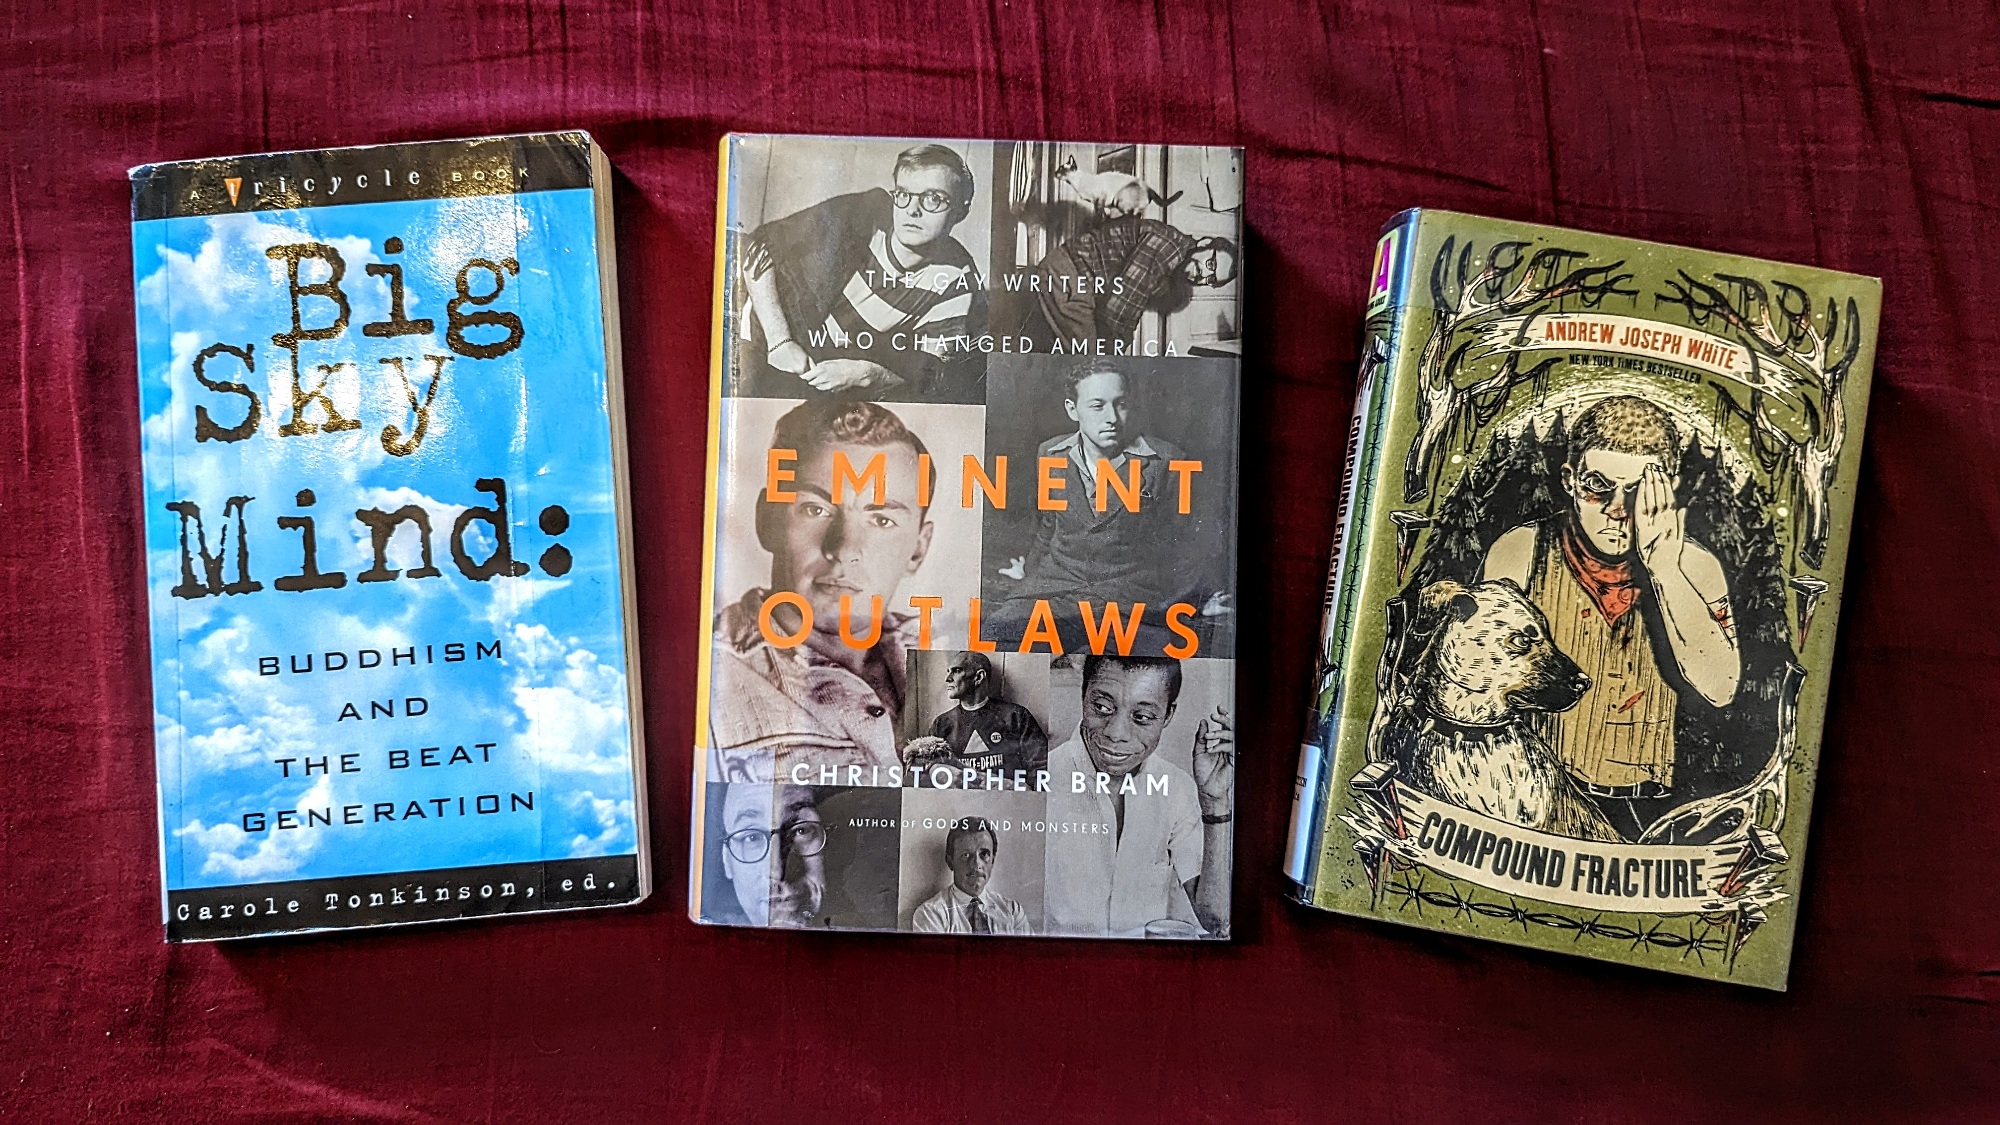 A tricycle BOOK
Big
Sky
Mind:
BUDDHISM
AND
THE BEAT
GENERATION
Carole Tonkinson, ed.
THE GAY WRITERS
WHO CHANGED AMERICA
EMINENT
OUTLAWS
CHRISTOPHER BRAM
AUTHOR OF GODS AND MONSTERS
A
COMPOUND FRACTURE
ANDREW JOSEPH WHITE
NEW YORK TIMES BESTSELLER
COMPOUND FRACTURE